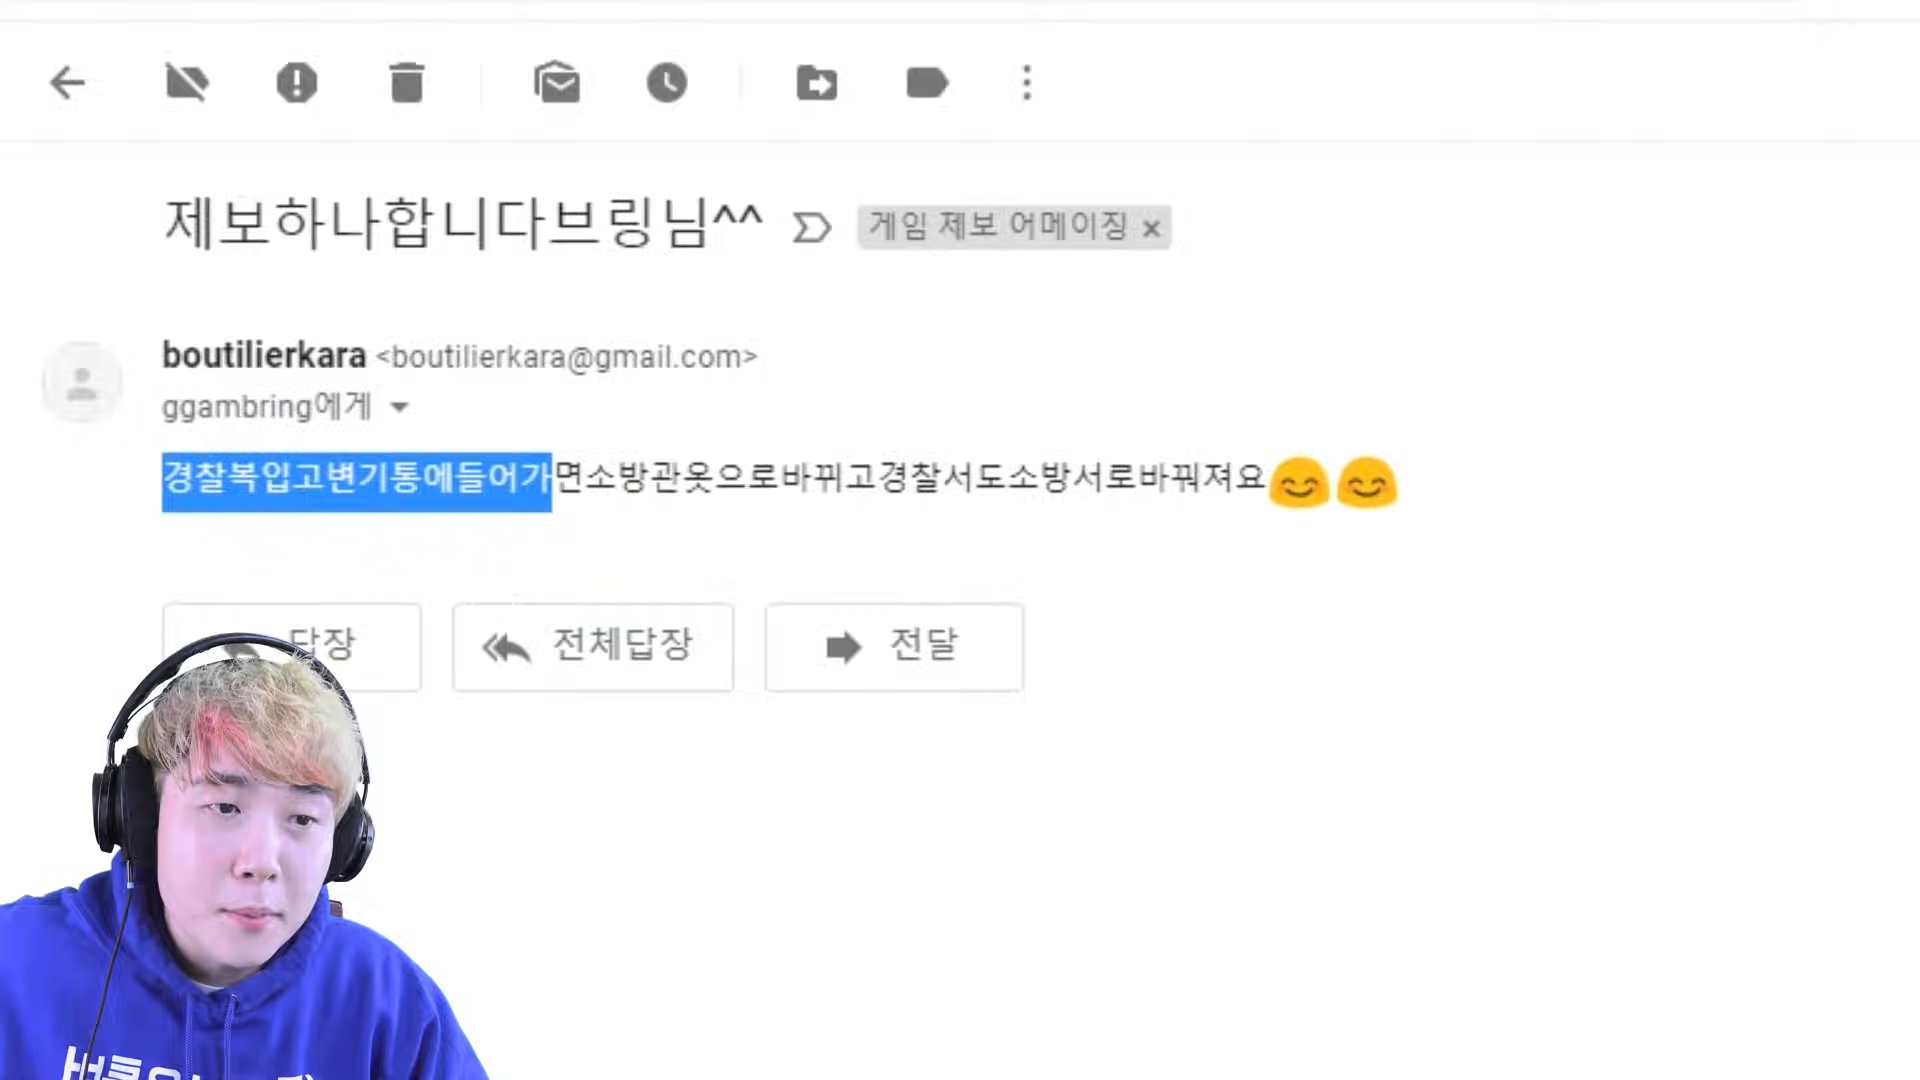 제보하나합니다브링님^^ 게임 제보 어메이징 ×
boutilierkara <boutilierkara@gmail.com>
ggambring에게
경찰복입고변기통에들어가면소방관옷으로바뀌고경찰서도소방서로바꿔져요😊😊
답장 전체답장 전달